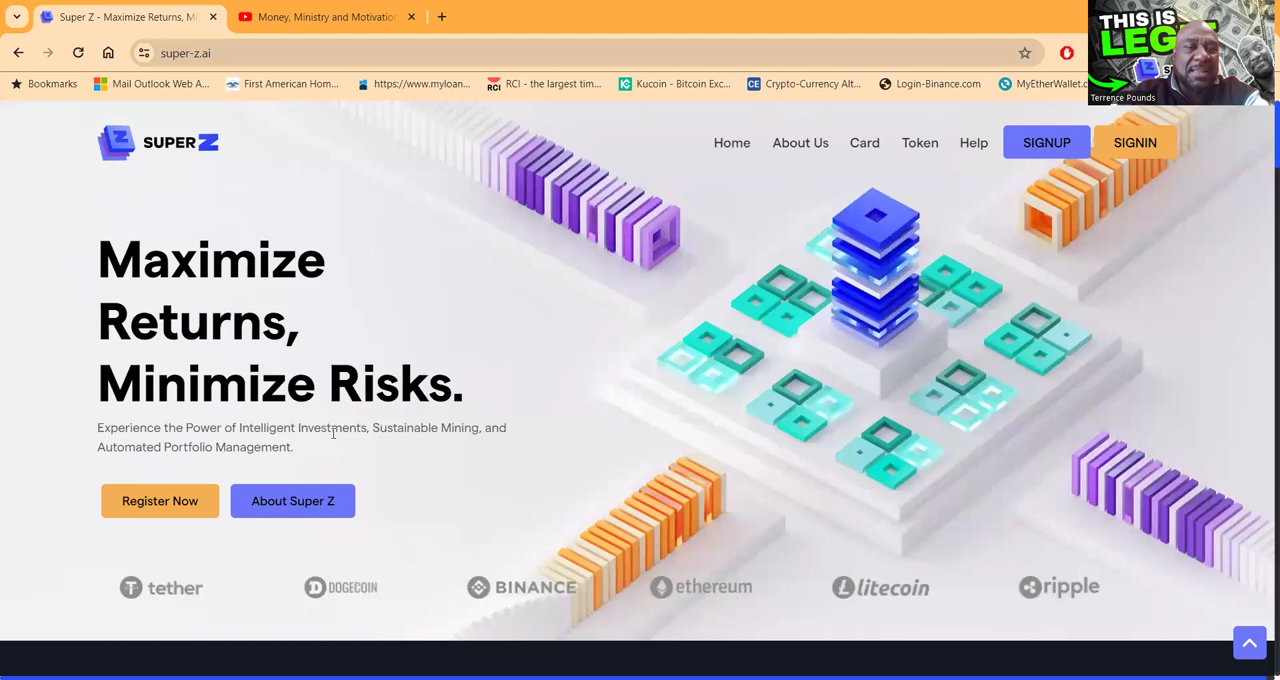 Super Z - Maximize Returns, Mi
Money, Ministry and Motivation
super-z.ai
Bookmarks
Mail Outlook Web A...
First American Hom...
https://www.myloan...
RCI - the largest tim...
Kucoin - Bitcoin Exc...
Crypto-Currency Alt...
Login-Binance.com
MyEtherWallet.c
THIS IS
LEG
Terrence Pounds
SUPER Z
Home
About Us
Card
Token
Help
SIGNUP
SIGNIN
Maximize
Returns,
Minimize Risks.
Experience the Power of Intelligent Investments, Sustainable Mining, and
Automated Portfolio Management.
Register Now
About Super Z
tether
DOGECOIN
BINANCE
ethereum
litecoin
ripple